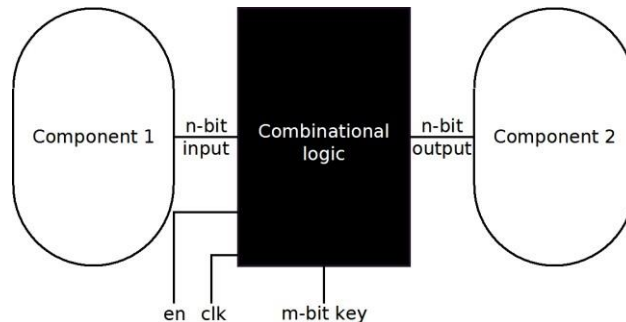 Component 1
n-bit
input
Combinational
logic
n-bit
output
Component 2
en
clk
m-bit key